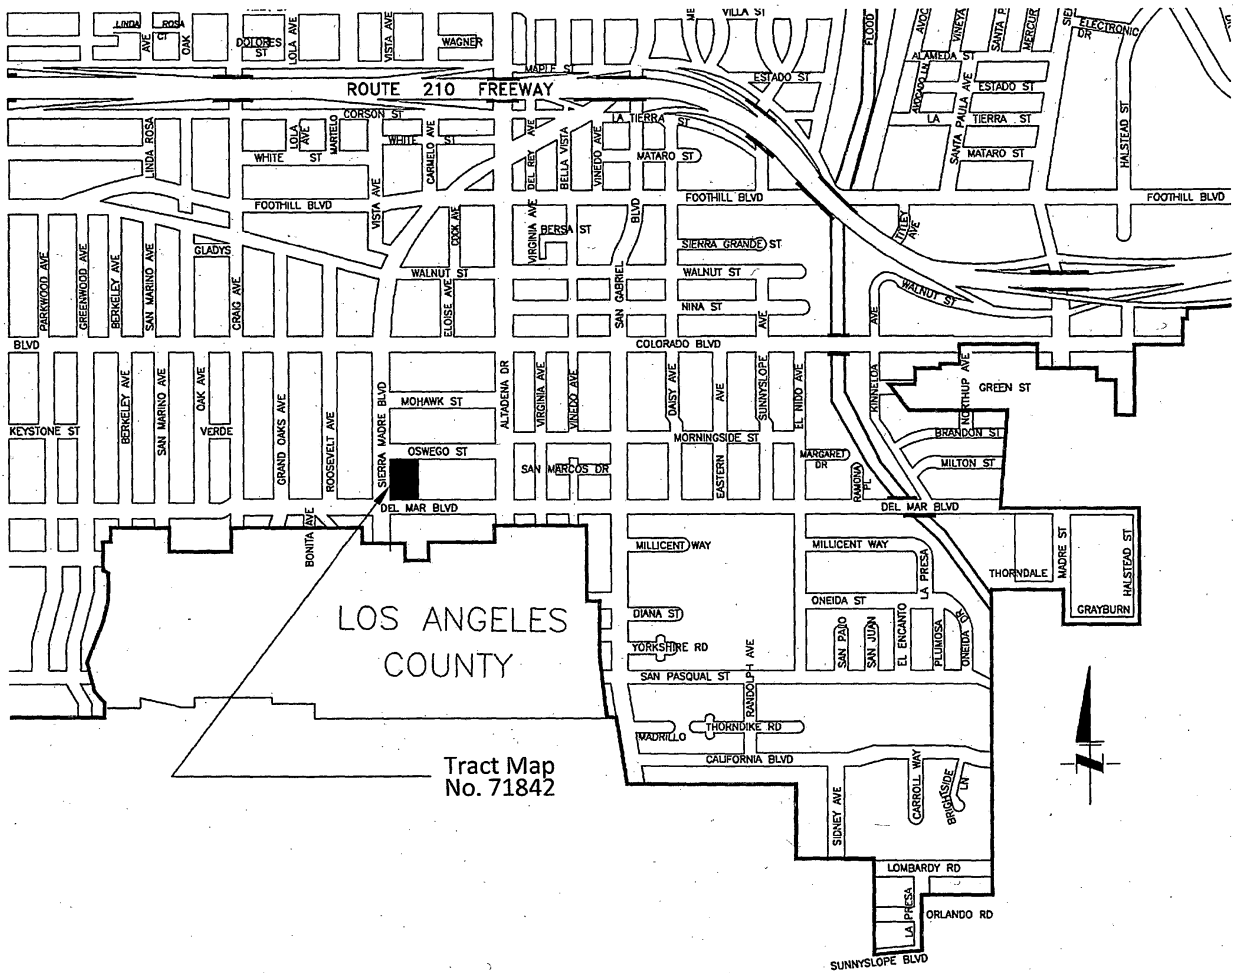 VILLA ST
LINDA
ROSA
CT
AVE
OAK
DOLORES
ST
LOLA AVE
VISTA AVE
WAGNER
MAPLE ST
ESTADO ST
FLOOD
ELECTRONIC
DR
ALAMEDA ST
AVOCADO LN
SANTA PAULA AVE
ESTADO ST
LA TIERRA ST
MATARO ST
HALSTEAD ST
ROUTE 210 FREEWAY
CORSON ST
LA TIERRA ST
LINDA ROSA
LOLA
AVE
MARTELO
WHITE ST
WHITE ST
CARMELO AVE
DEL REY AVE
BELLA VISTA
VINEDO AVE
MATARO ST
FOOTHILL BLVD
VISTA AVE
COOK AVE
VIRGINIA AVE
BERSA ST
BLVD
FOOTHILL BLVD
FOOTHILL BLVD
TITLEY
AVE
GLADYS
SIERRA GRANDE ST
PARKWOOD AVE
GREENWOOD AVE
BERKELEY AVE
SAN MARINO AVE
CRAIG AVE
WALNUT ST
ELOISE AVE
SAN GABRIEL
WALNUT ST
NINA ST
AVE
AVE
WALNUT ST
BLVD
COLORADO BLVD
BERKELEY AVE
SAN MARINO AVE
OAK AVE
GRAND OAKS AVE
ROOSEVELT AVE
SIERRA MADRE BLVD
MOHAWK ST
ALTADENA DR
VIRGINIA AVE
VINEDO AVE
DAISY AVE
AVE
SUNNYSLOPE
EL NIDO AVE
KINNELOA
NORTHUP AVE
GREEN ST
KEYSTONE ST
VERDE
OSWEGO ST
MORNINGSIDE ST
BRANDON ST
SAN MARCOS DR
EASTERN
MARGARET
DR
RAMONA
PL
MILTON ST
DEL MAR BLVD
DEL MAR BLVD
BONITA AVE
MILLICENT WAY
MILLICENT WAY
LA PRESA
THORNDALE
MADRE ST
HALSTEAD ST
GRAYBURN
LOS ANGELES
COUNTY
DIANA ST
ONEIDA ST
YORKSHIRE RD
SAN PALO
SAN JUAN
EL ENCANTO
PLUMOSA
ONEIDA DR
SAN PASQUAL ST
RANDOLPH AVE
MADRILLO
THORNDIKE RD
CALIFORNIA BLVD
Tract Map
No. 71842
SIDNEY AVE
CARROLL WAY
BRIGHTSIDE
LN
N
LOMBARDY RD
LA PRESA
ORLANDO RD
SUNNYSLOPE BLVD